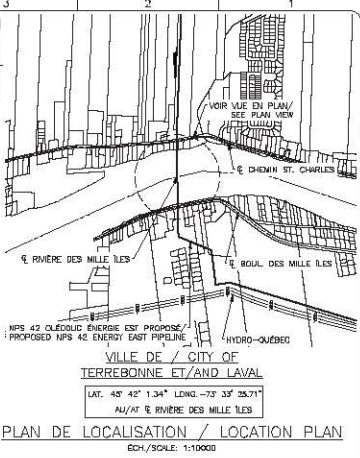 3 2 1
VOIR VUE EN PLAN/
SEE PLAN VIEW
℄ CHEMIN ST. CHARLES
℄ RIVIÈRE DES MILLE ÎLES
℄ BOUL. DES MILLE ÎLES
NPS 42 OLÉODUC ÉNERGIE EST PROPOSÉ/
PROPOSED NPS 42 ENERGY EAST PIPELINE
HYDRO-QUÉBEC
VILLE DE / CITY OF
TERREBONNE ET/AND LAVAL
LAT. 45° 42' 1.34" LONG. -73° 33' 25.71"
AU/AT ℄ RIVIÈRE DES MILLE ÎLES
PLAN DE LOCALISATION / LOCATION PLAN
ÉCH./SCALE: 1:10000